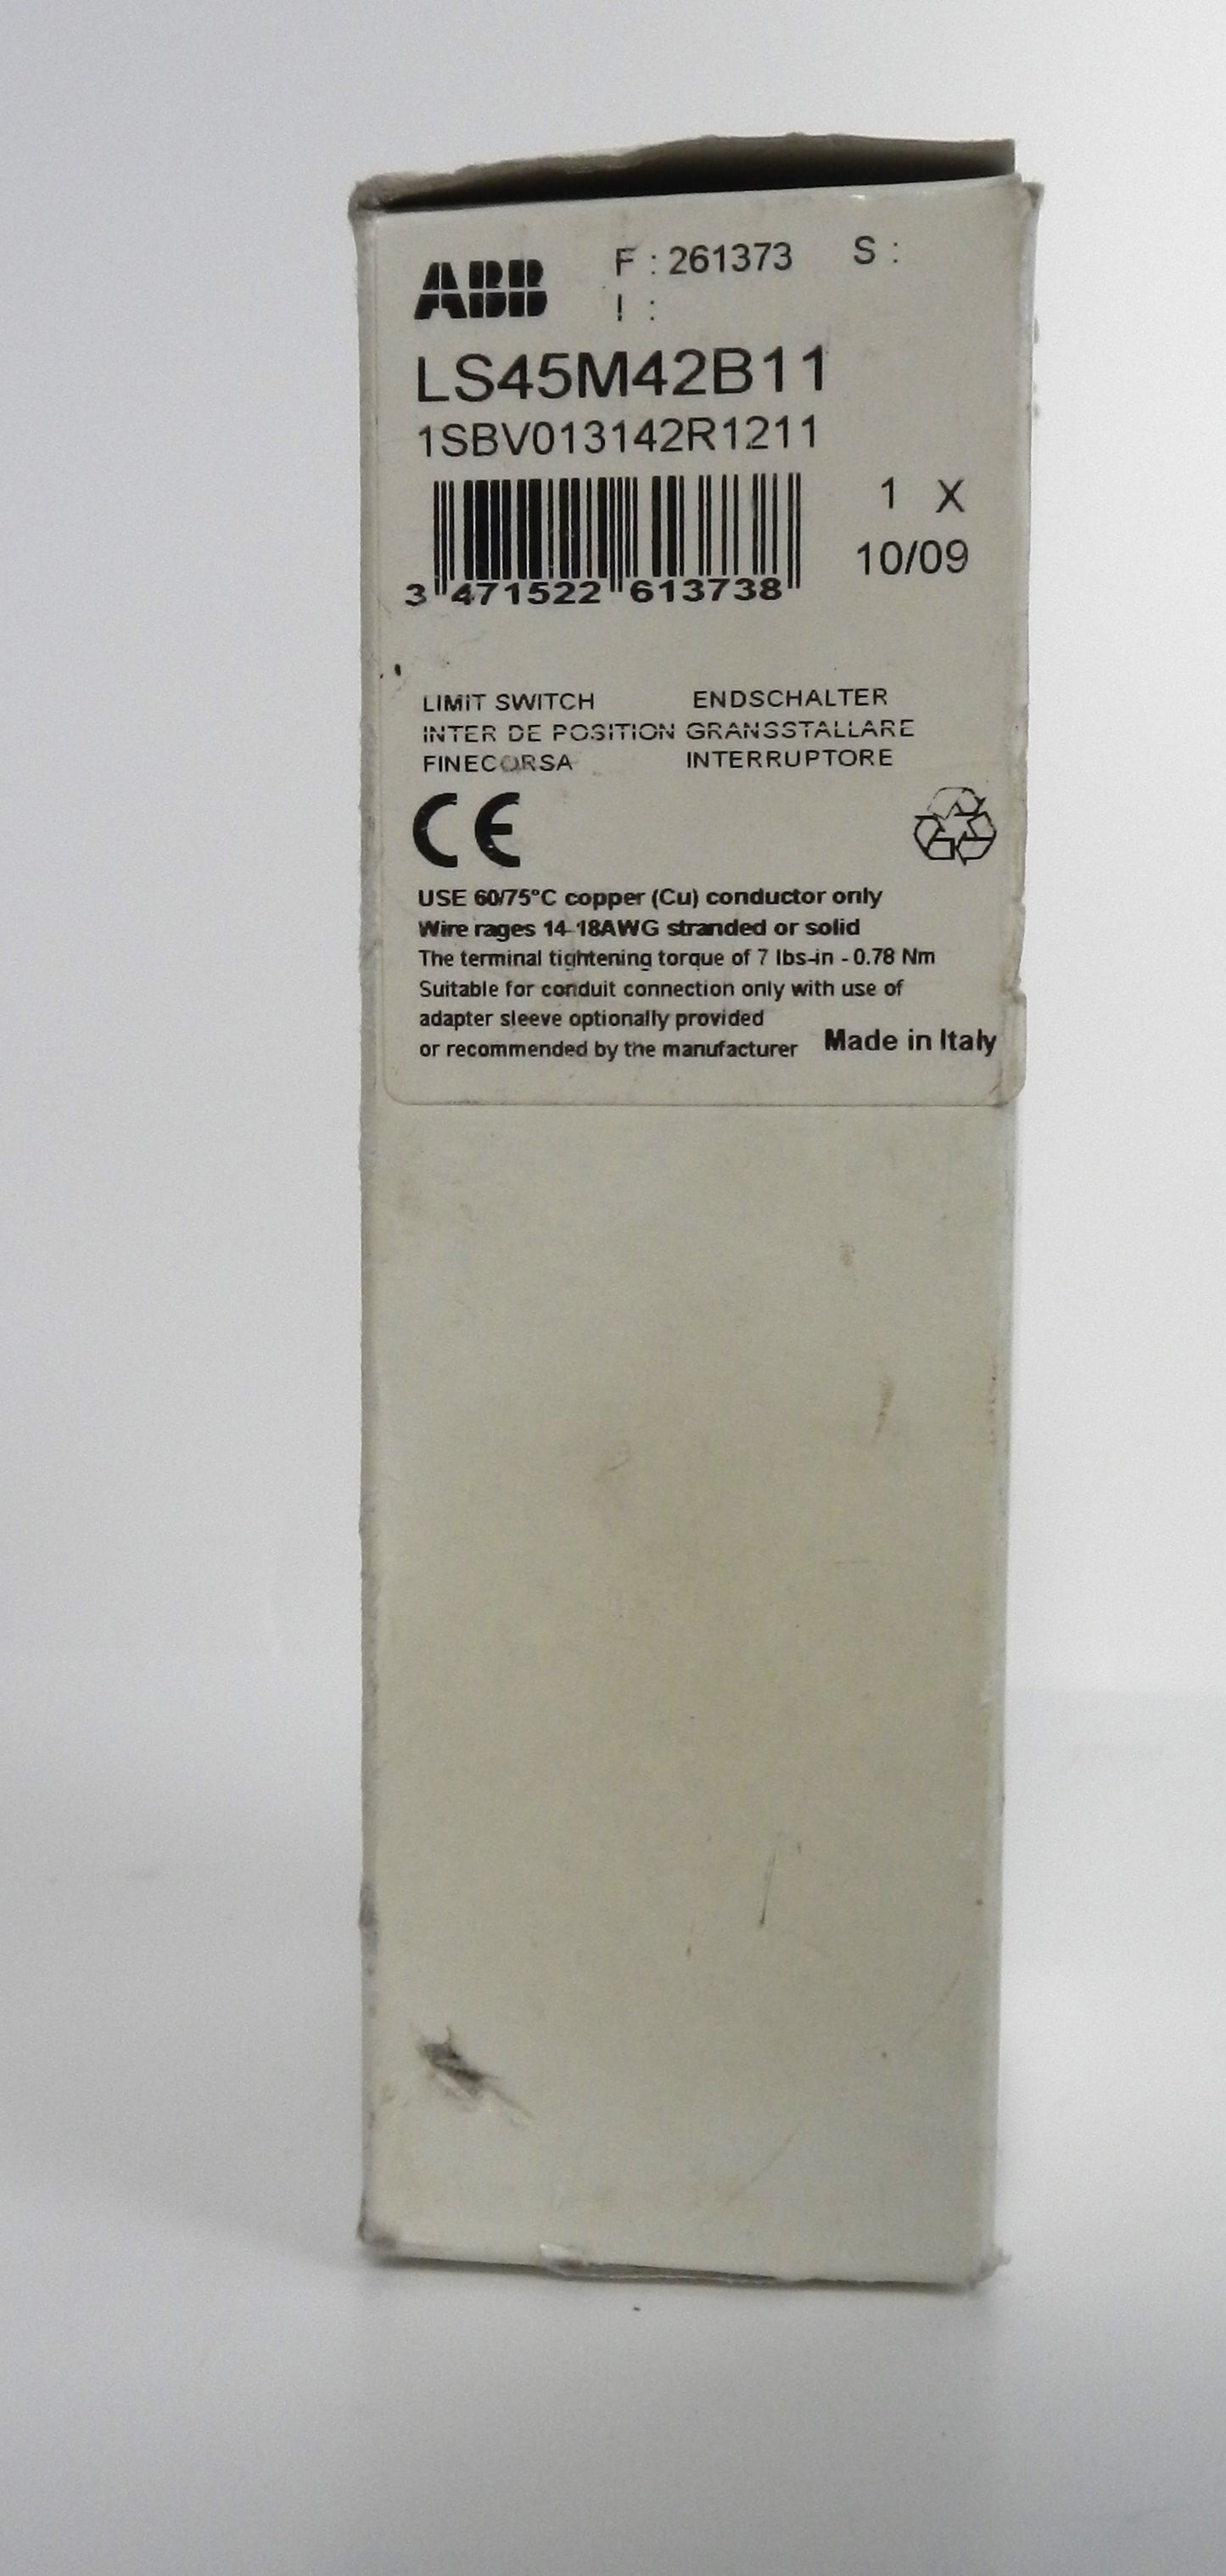 ABB F : 261373 S :
I :
LS45M42B11
1SBV013142R1211
1 X
10/09
3 471522 613738
LIMIT SWITCH ENDSCHALTER
INTER DE POSITION GRANSSTALLARE
FINECORSA INTERRUPTORE
CE
USE 60/75°C copper (Cu) conductor only
Wire rages 14-18AWG stranded or solid
The terminal tightening torque of 7 lbs-in - 0.78 Nm
Suitable for conduit connection only with use of
adapter sleeve optionally provided
or recommended by the manufacturer Made in Italy